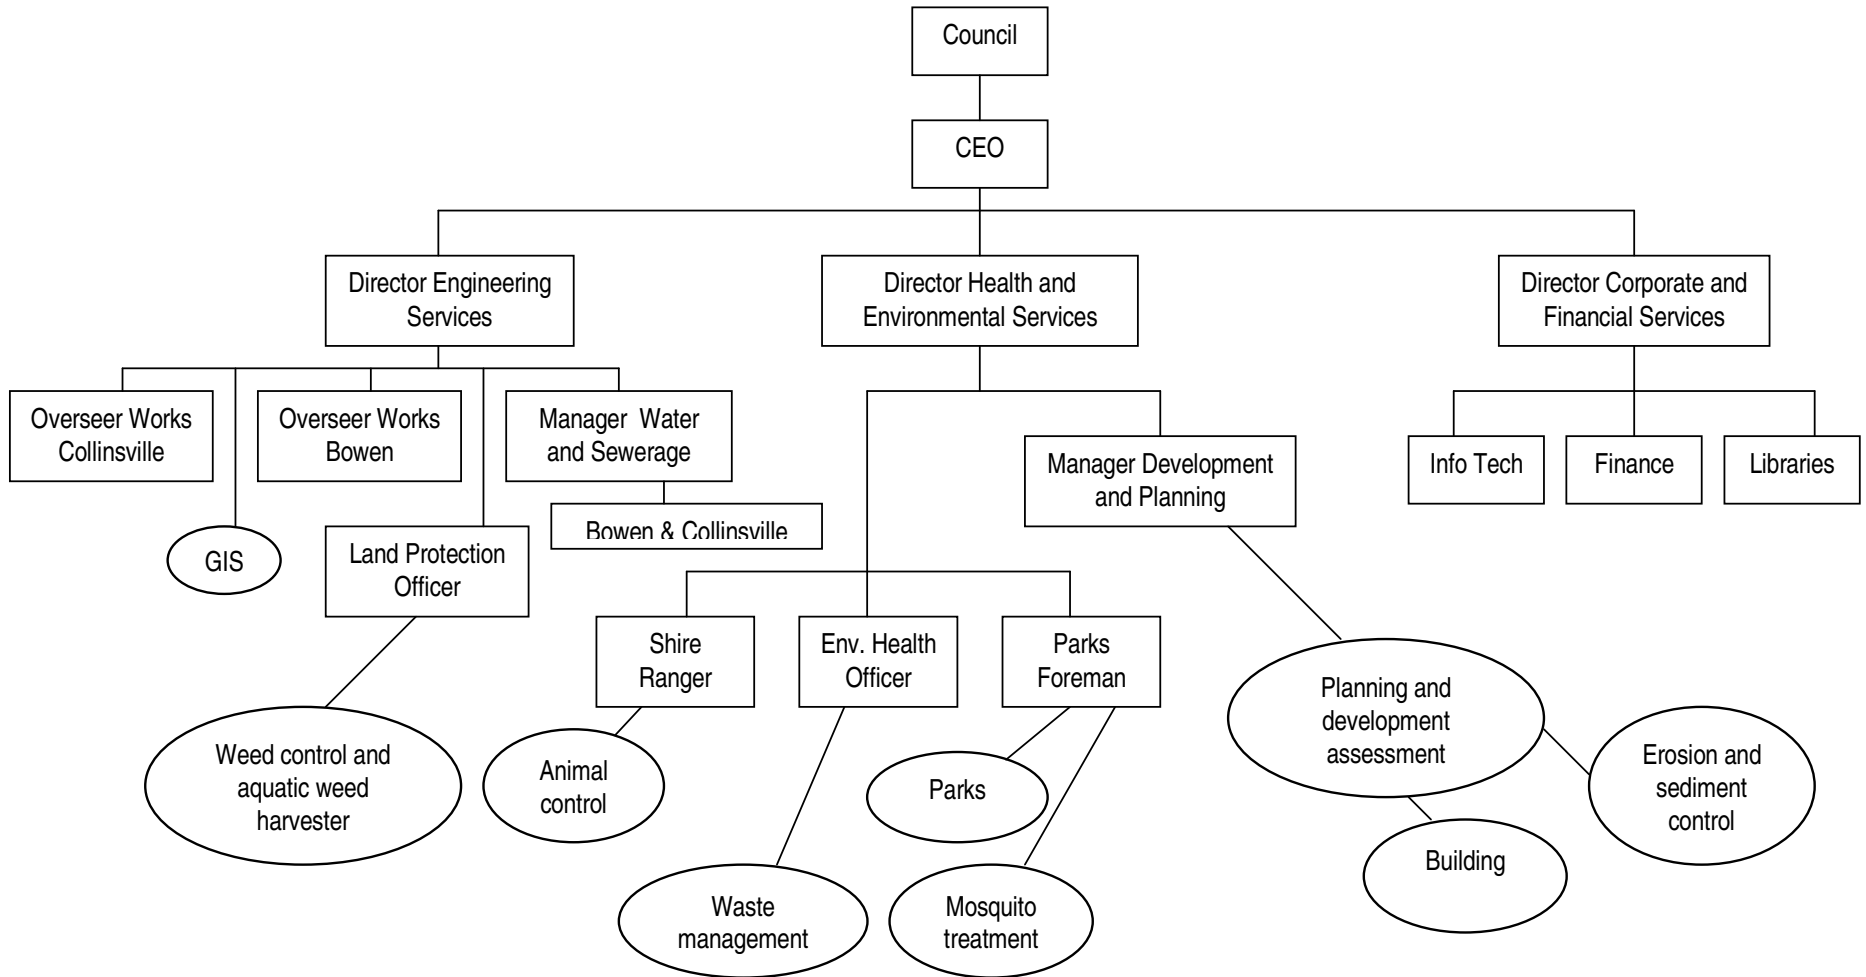 Council
CEO
Director Engineering
Services
Director Health and
Environmental Services
Director Corporate and
Financial Services
Overseer Works
Collinsville
Overseer Works
Bowen
Manager Water
and Sewerage
Manager Development
and Planning
Info Tech
Finance
Libraries
Bowen & Collinsville
GIS
Land Protection
Officer
Shire
Ranger
Env. Health
Officer
Parks
Foreman
Planning and
development
assessment
Weed control and
aquatic weed
harvester
Animal
control
Parks
Erosion and
sediment
control
Building
Waste
management
Mosquito
treatment